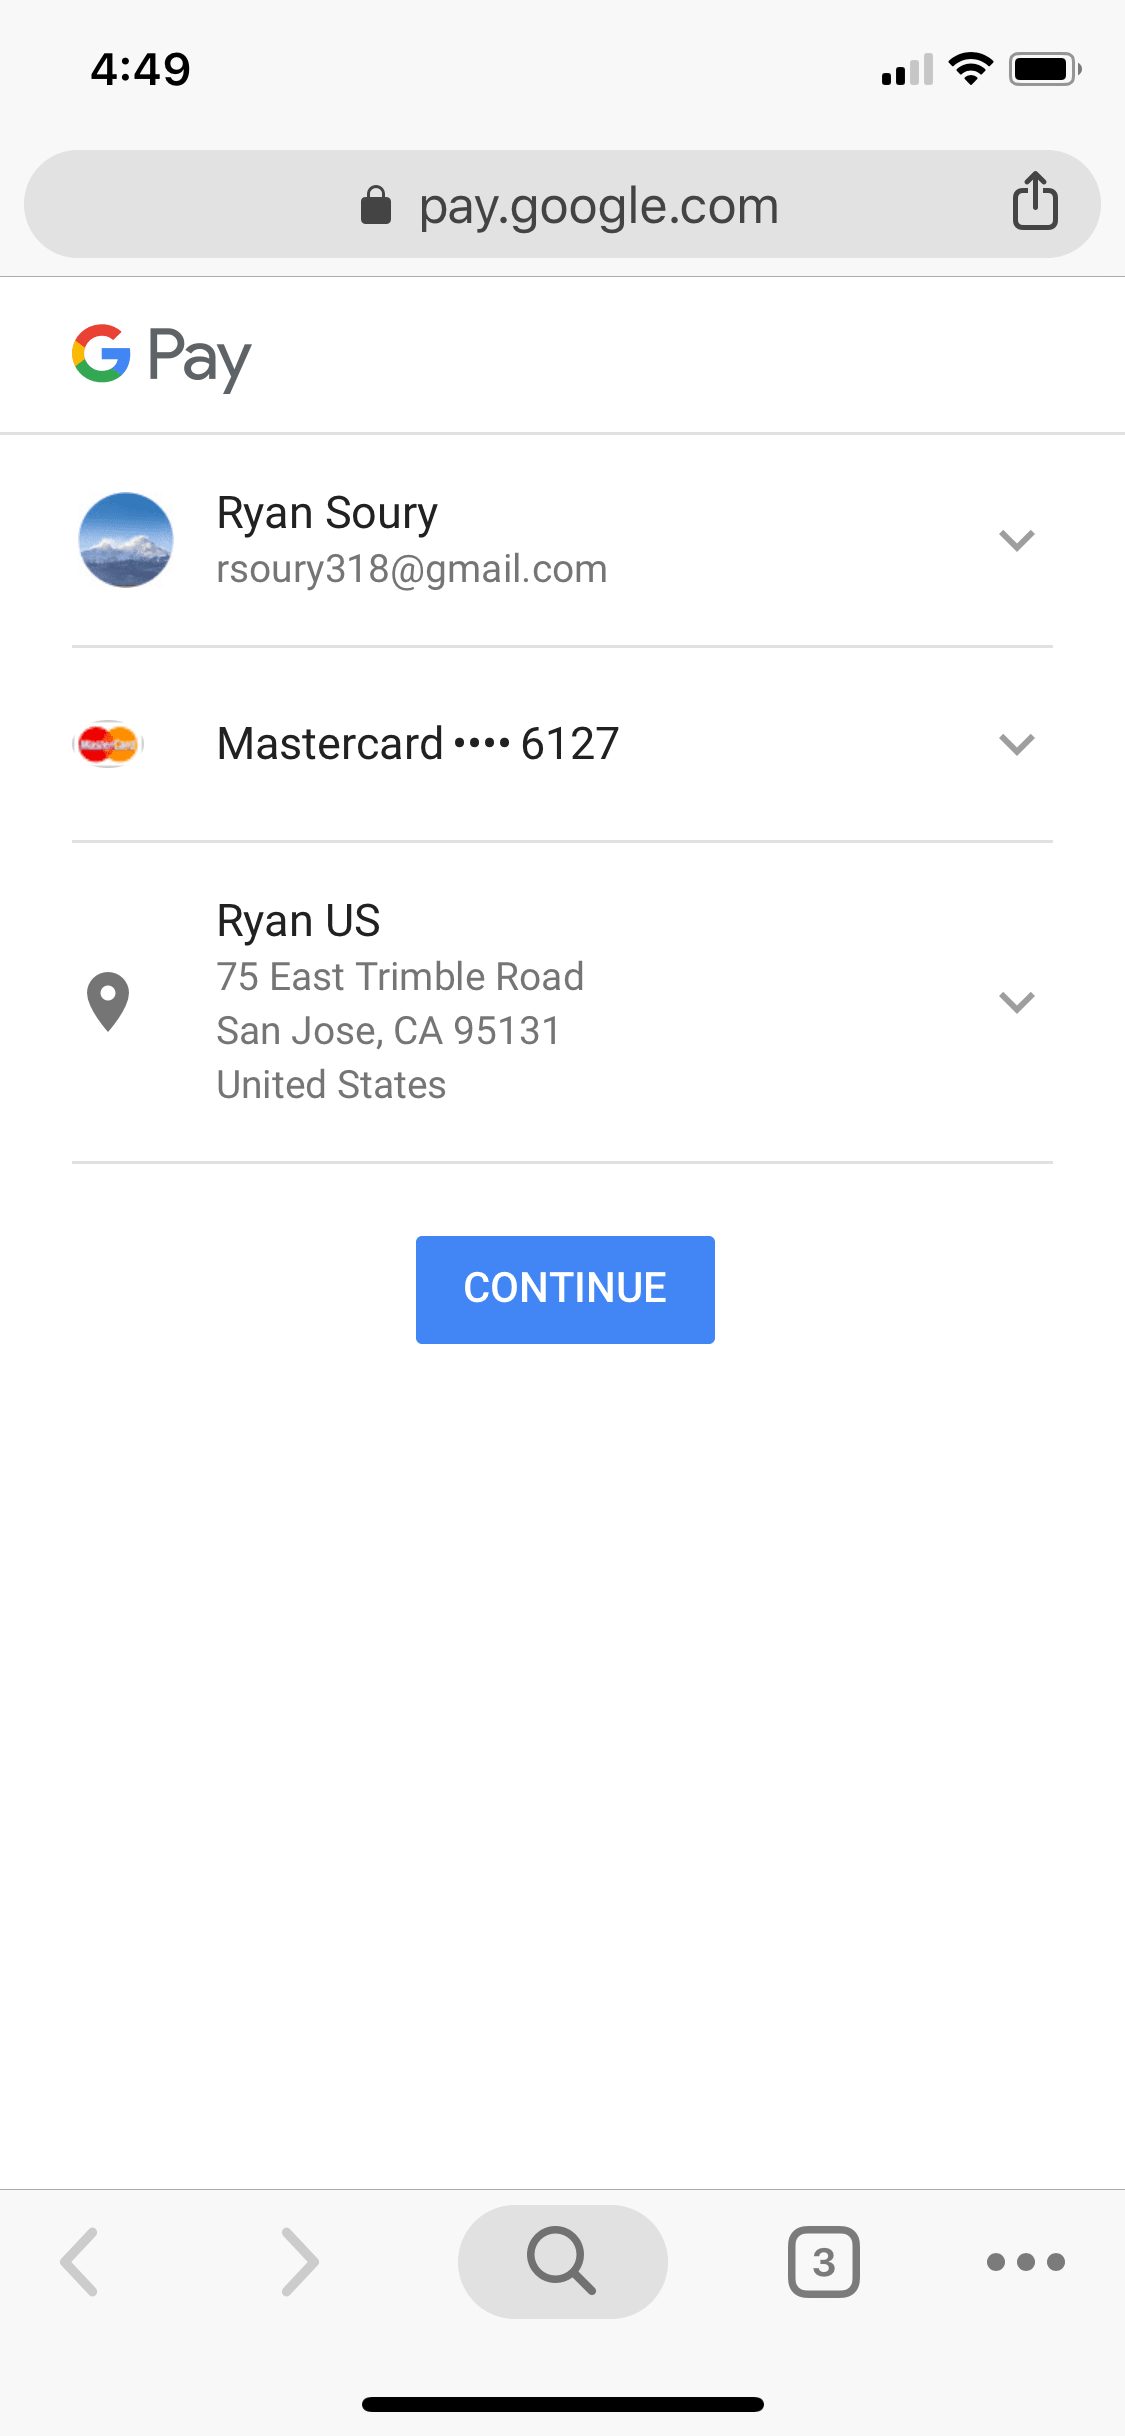 4:49
pay.google.com
G Pay
Ryan Soury
rsoury318@gmail.com
MasterCard
Mastercard •••• 6127
Ryan US
75 East Trimble Road
San Jose, CA 95131
United States
CONTINUE
3